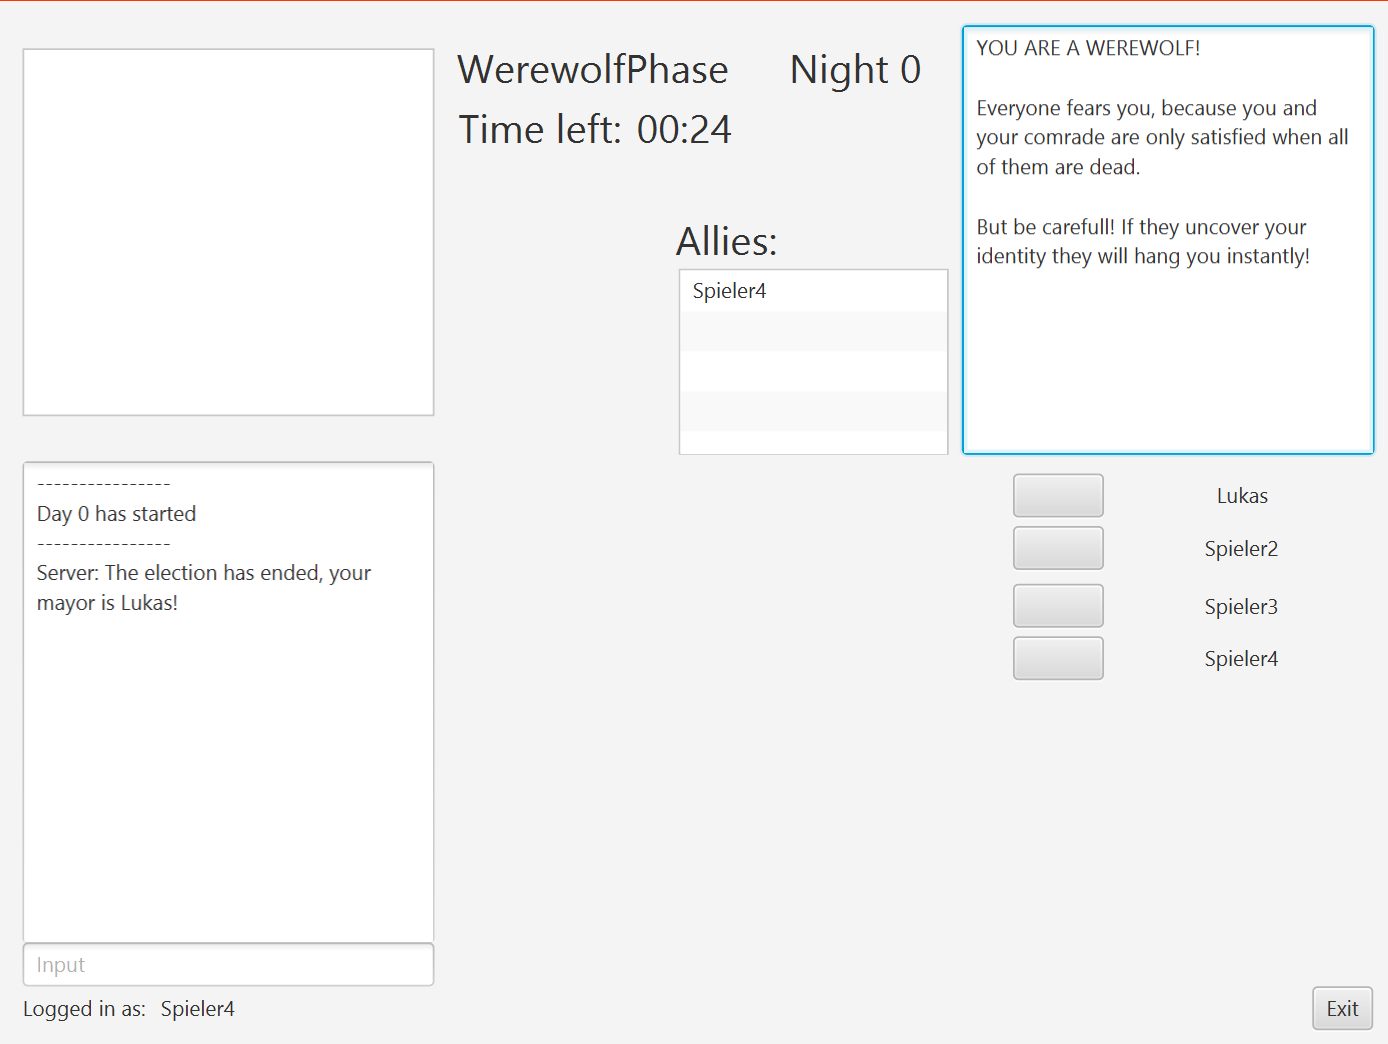 WerewolfPhase
Night 0
Time left: 00:24
Allies:
Spieler4
YOU ARE A WEREWOLF!
Everyone fears you, because you and
your comrade are only satisfied when all
of them are dead.
But be carefull! If they uncover your
identity they will hang you instantly!
Lukas
Spieler2
Spieler3
Spieler4
----------------
Day 0 has started
----------------
Server: The election has ended, your
mayor is Lukas!
Input
Logged in as: Spieler4
Exit